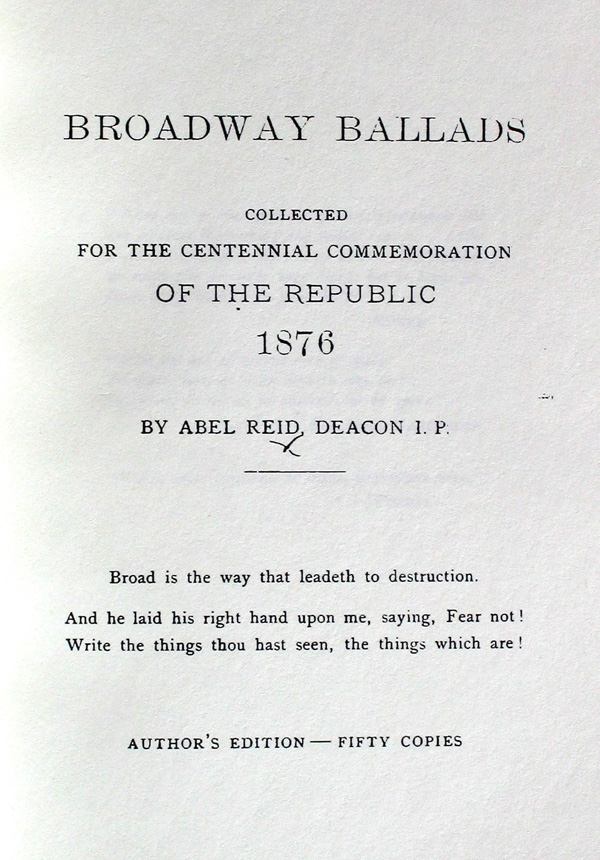 BROADWAY BALLADS
COLLECTED
FOR THE CENTENNIAL COMMEMORATION
OF THE REPUBLIC
1876
BY ABEL REID, DEACON I. P.
Broad is the way that leadeth to destruction.
And he laid his right hand upon me, saying, Fear not!
Write the things thou hast seen, the things which are!
AUTHOR'S EDITION — FIFTY COPIES